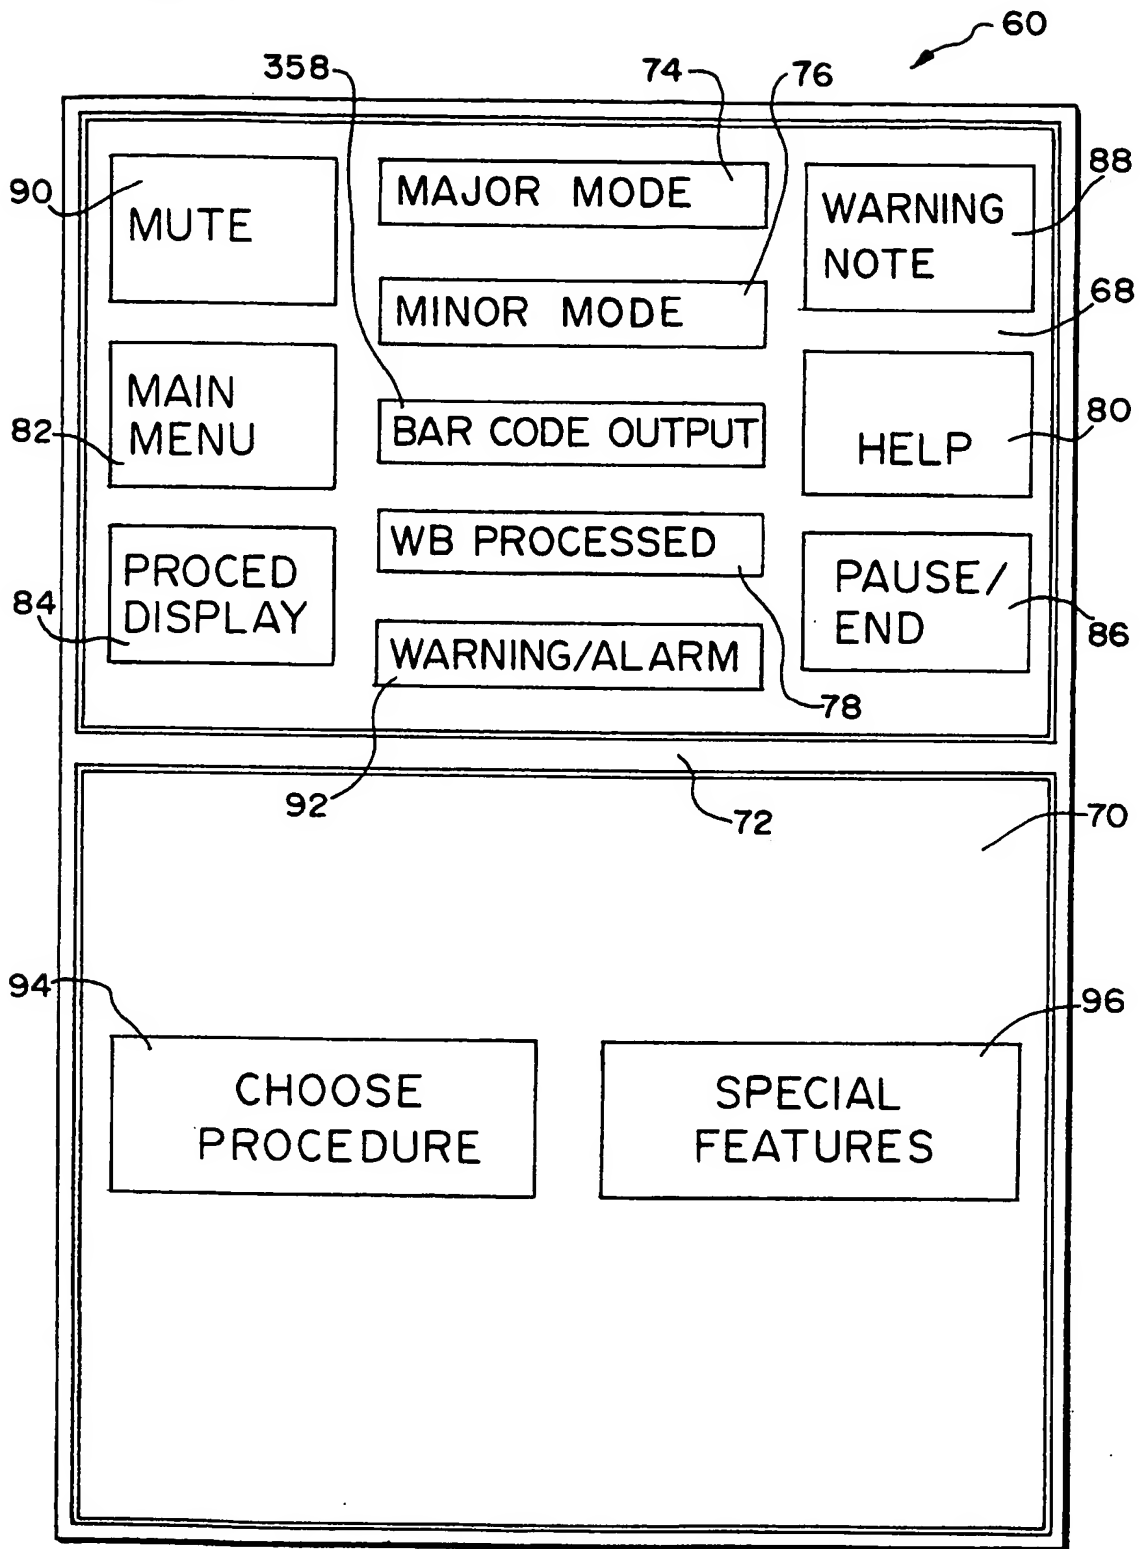 60
358
74
76
90
MUTE
MAJOR MODE
WARNING
NOTE
88
MINOR MODE
68
82
MAIN
MENU
BAR CODE OUTPUT
HELP
80
84
PROCED
DISPLAY
WB PROCESSED
PAUSE/
END
86
WARNING/ALARM
78
92
72
70
94
96
CHOOSE
PROCEDURE
SPECIAL
FEATURES